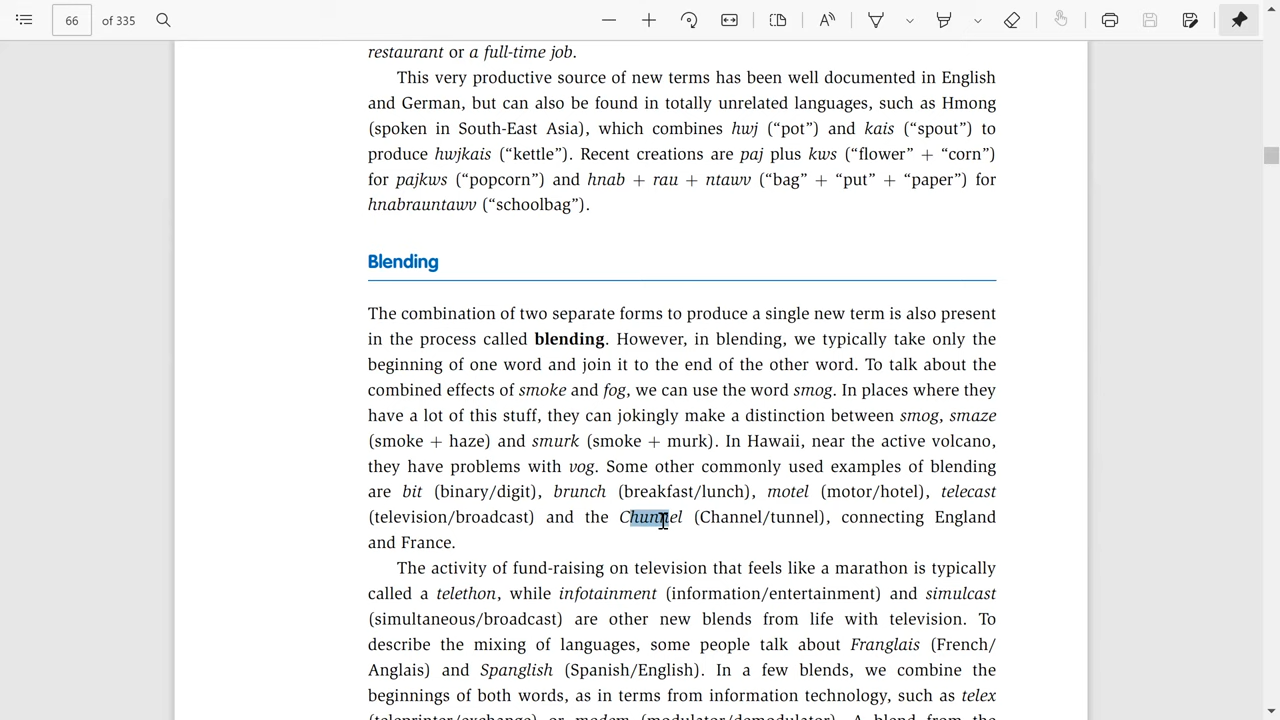 66 of 335
restaurant or a full-time job.
This very productive source of new terms has been well documented in English
and German, but can also be found in totally unrelated languages, such as Hmong
(spoken in South-East Asia), which combines hwj (“pot”) and kais (“spout”) to
produce hwjkais (“kettle”). Recent creations are paj plus kws (“flower” + “corn”)
for pajkws (“popcorn”) and hnab + rau + ntawv (“bag” + “put” + “paper”) for
hnabrauntawv (“schoolbag”).
Blending
The combination of two separate forms to produce a single new term is also present
in the process called blending. However, in blending, we typically take only the
beginning of one word and join it to the end of the other word. To talk about the
combined effects of smoke and fog, we can use the word smog. In places where they
have a lot of this stuff, they can jokingly make a distinction between smog, smaze
(smoke + haze) and smurk (smoke + murk). In Hawaii, near the active volcano,
they have problems with vog. Some other commonly used examples of blending
are bit (binary/digit), brunch (breakfast/lunch), motel (motor/hotel), telecast
(television/broadcast) and the Chunnel (Channel/tunnel), connecting England
and France.
The activity of fund-raising on television that feels like a marathon is typically
called a telethon, while infotainment (information/entertainment) and simulcast
(simultaneous/broadcast) are other new blends from life with television. To
describe the mixing of languages, some people talk about Franglais (French/
Anglais) and Spanglish (Spanish/English). In a few blends, we combine the
beginnings of both words, as in terms from information technology, such as telex
(teleprinter/exchange) or modem (modulator/demodulator). A blend from the